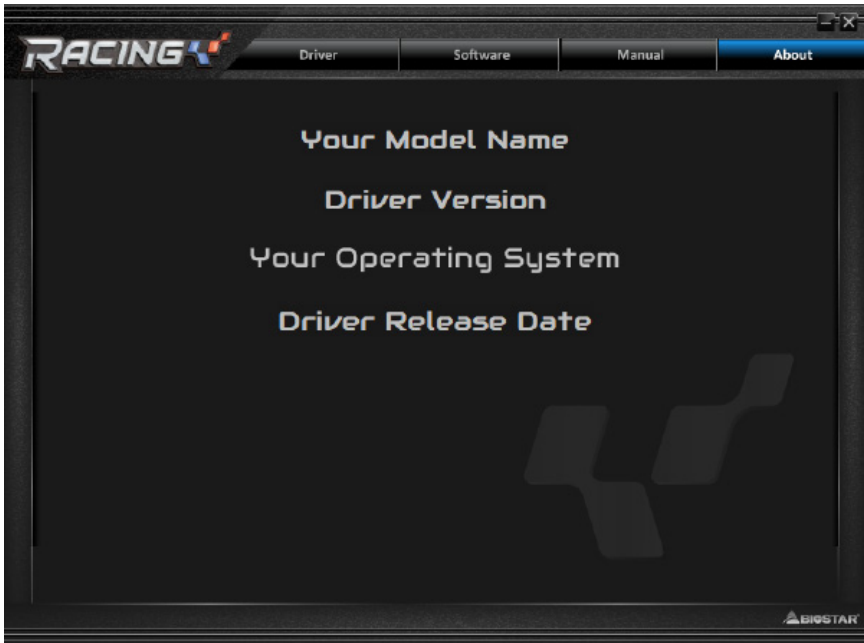 RACING
Driver Software Manual About
Your Model Name
Driver Version
Your Operating System
Driver Release Date
BIOSTAR